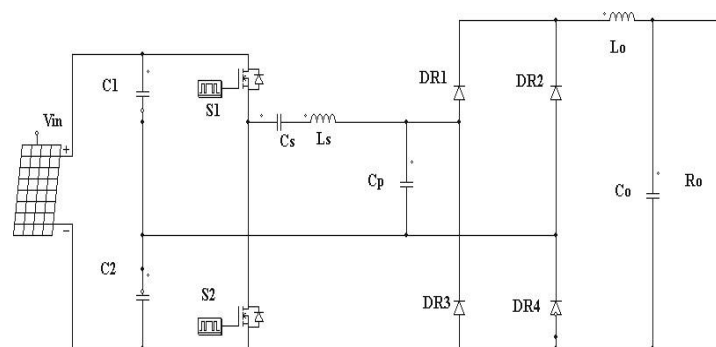 Lo
DR1
DR2
C1
S1
Vin
+
Cs
Ls
Cp
Co
Ro
−
C2
S2
DR3
DR4